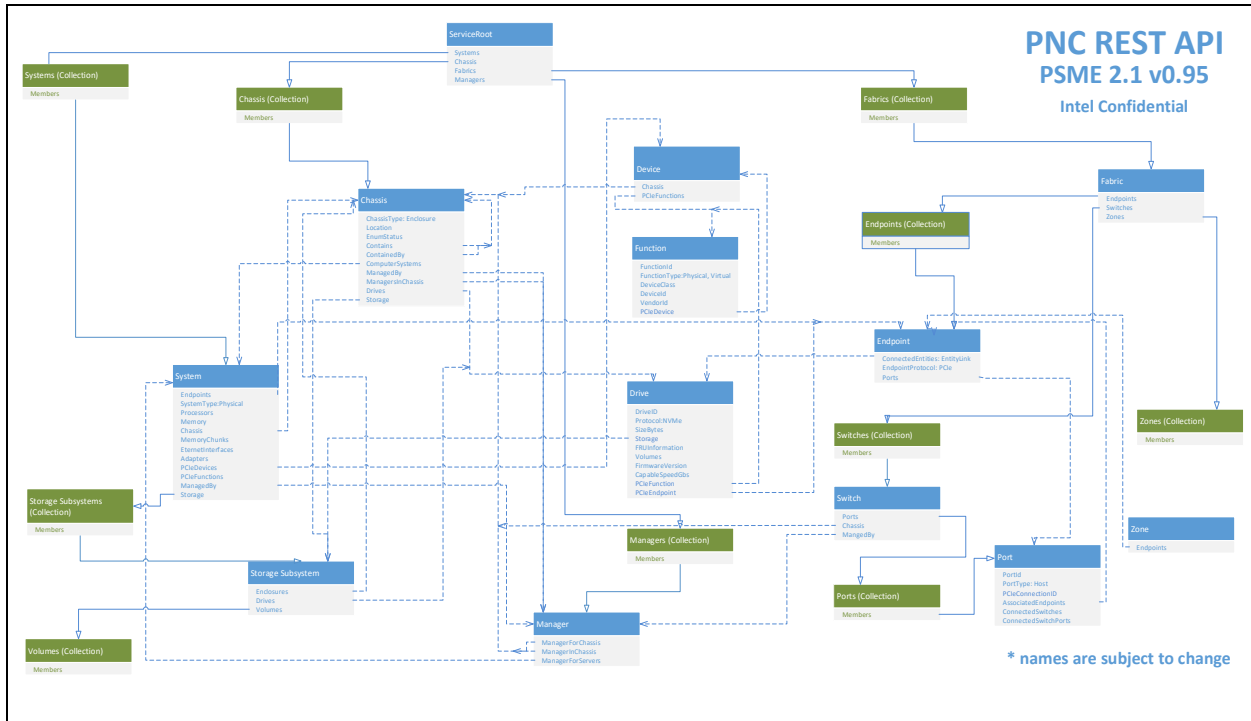 PNC REST API
PSME 2.1 v0.95
Intel Confidential
ServiceRoot
Systems
Chassis
Fabrics
Managers
Systems (Collection)
Members
Chassis (Collection)
Members
Fabrics (Collection)
Members
Device
Chassis
PCIeFunctions
Fabric
Endpoints
Switches
Zones
Chassis
ChassisType: Enclosure
Location
EnumStatus
Contains
ContainedBy
ComputerSystems
ManagedBy
ManagersInChassis
Drives
Storage
Endpoints (Collection)
Members
Function
FunctionId
FunctionType:Physical, Virtual
DeviceClass
DeviceId
VendorId
PCIeDevice
Endpoint
ConnectedEntities: EntityLink
EndpointProtocol: PCIe
Ports
System
Endpoints
SystemType:Physical
Processors
Memory
Chassis
MemoryChunks
EternetInterfaces
Adapters
PCIeDevices
PCIeFunctions
ManagedBy
Storage
Drive
DriveID
Protocol:NVMe
SizeBytes
Storage
FRUInformation
Volumes
FirmwareVersion
CapableSpeedGbs
PCIeFunction
PCIeEndpoint
Switches (Collection)
Members
Zones (Collection)
Members
Storage Subsystems
(Collection)
Members
Switch
Ports
Chassis
MangedBy
Zone
Endpoints
Managers (Collection)
Members
Port
PortId
PortType: Host
PCIeConnectionID
AssociatedEndpoints
ConnectedSwitches
ConnectedSwitchPorts
Storage Subsystem
Enclosures
Drives
Volumes
Ports (Collection)
Members
Manager
ManagerForChassis
ManagerInChassis
ManagerForServers
Volumes (Collection)
Members
* names are subject to change